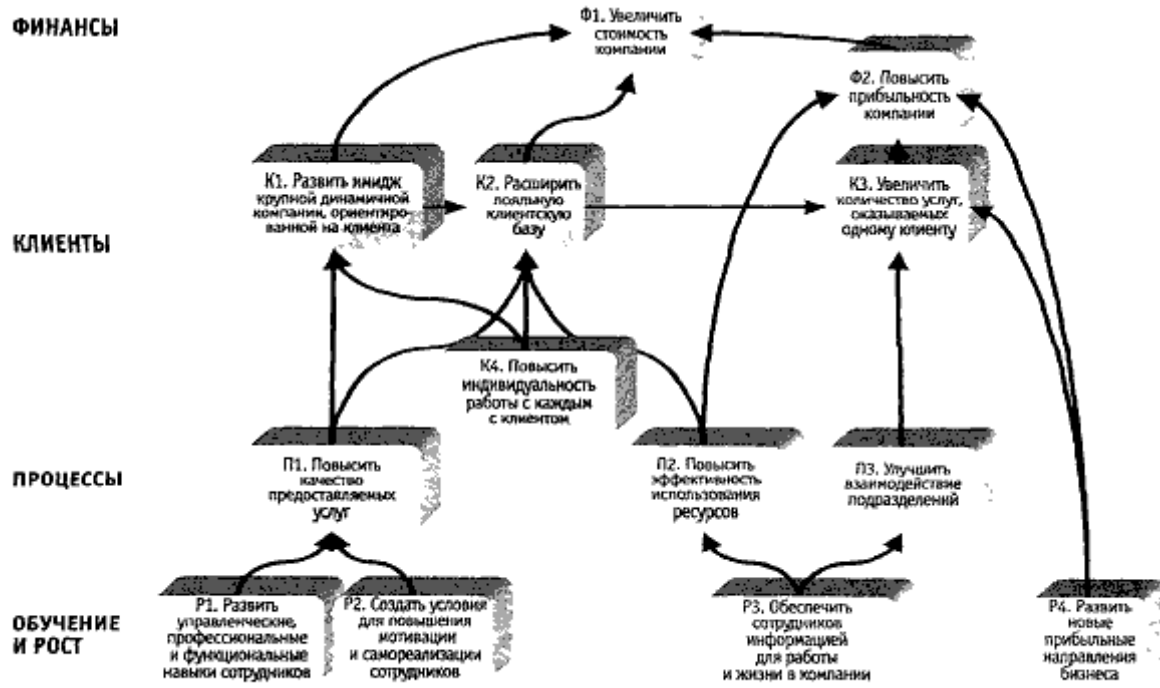 ФИНАНСЫ
Ф1. Увеличить
стоимость
компании
Ф2. Повысить
прибыльность
компании
КЛИЕНТЫ
К1. Развить имидж
крупной динамичной
компании, ориентиро-
ванной на клиента
К2. Расширить
лояльную
клиентскую
базу
К3. Увеличить
количество услуг,
оказываемых
одному клиенту
К4. Повысить
индивидуальность
работы с каждым
с клиентом
ПРОЦЕССЫ
П1. Повысить
качество
предоставляемых
услуг
П2. Повысить
эффективность
использования
ресурсов
П3. Улучшить
взаимодействие
подразделений
ОБУЧЕНИЕ
И РОСТ
Р1. Развить
управленческие,
профессиональные
и функциональные
навыки сотрудников
Р2. Создать условия
для повышения
мотивации
и самореализации
сотрудников
Р3. Обеспечить
сотрудников
информацией
для работы
и жизни в компании
Р4. Развить
новые
прибыльные
направления
бизнеса